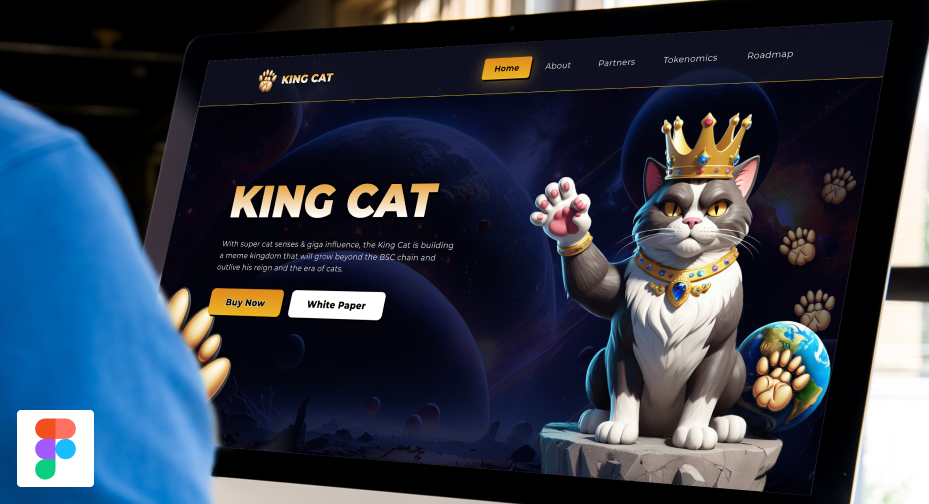 KING CAT
Home
About
Partners
Tokenomics
Roadmap
KING CAT
With super cat senses & giga influence, the King Cat is building
a meme kingdom that will grow beyond the BSC chain and
outlive his reign and the era of cats.
Buy Now
White Paper